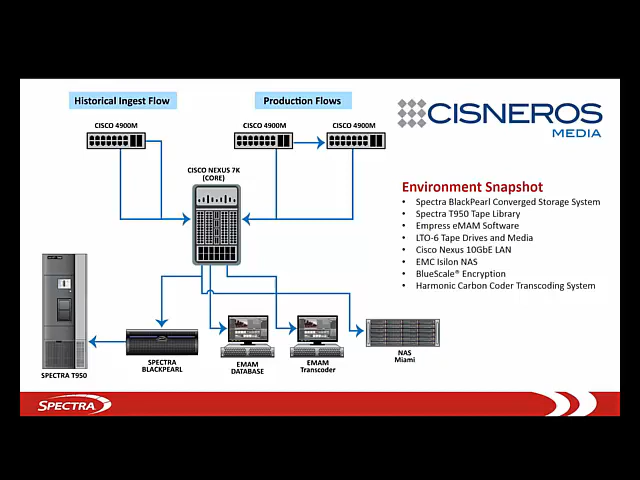 Historical Ingest Flow
Production Flows
CISNEROS
MEDIA
CISCO 4900M
CISCO 4900M
CISCO 4900M
CISCO NEXUS 7K
(CORE)
Environment Snapshot
• Spectra BlackPearl Converged Storage System
• Spectra T950 Tape Library
• Empress eMAM Software
• LTO-6 Tape Drives and Media
• Cisco Nexus 10GbE LAN
• EMC Isilon NAS
• BlueScale® Encryption
• Harmonic Carbon Coder Transcoding System
SPECTRA T950
SPECTRA
BLACKPEARL
EMAM
DATABASE
EMAM
Transcoder
NAS
Miami
SPECTRA